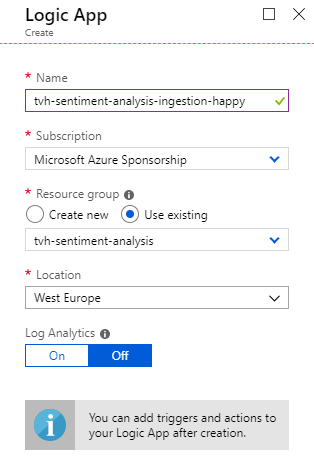 Logic App
Create
* Name
tvh-sentiment-analysis-ingestion-happy
* Subscription
Microsoft Azure Sponsorship
* Resource group
Create new Use existing
tvh-sentiment-analysis
* Location
West Europe
Log Analytics
On Off
You can add triggers and actions to
your Logic App after creation.